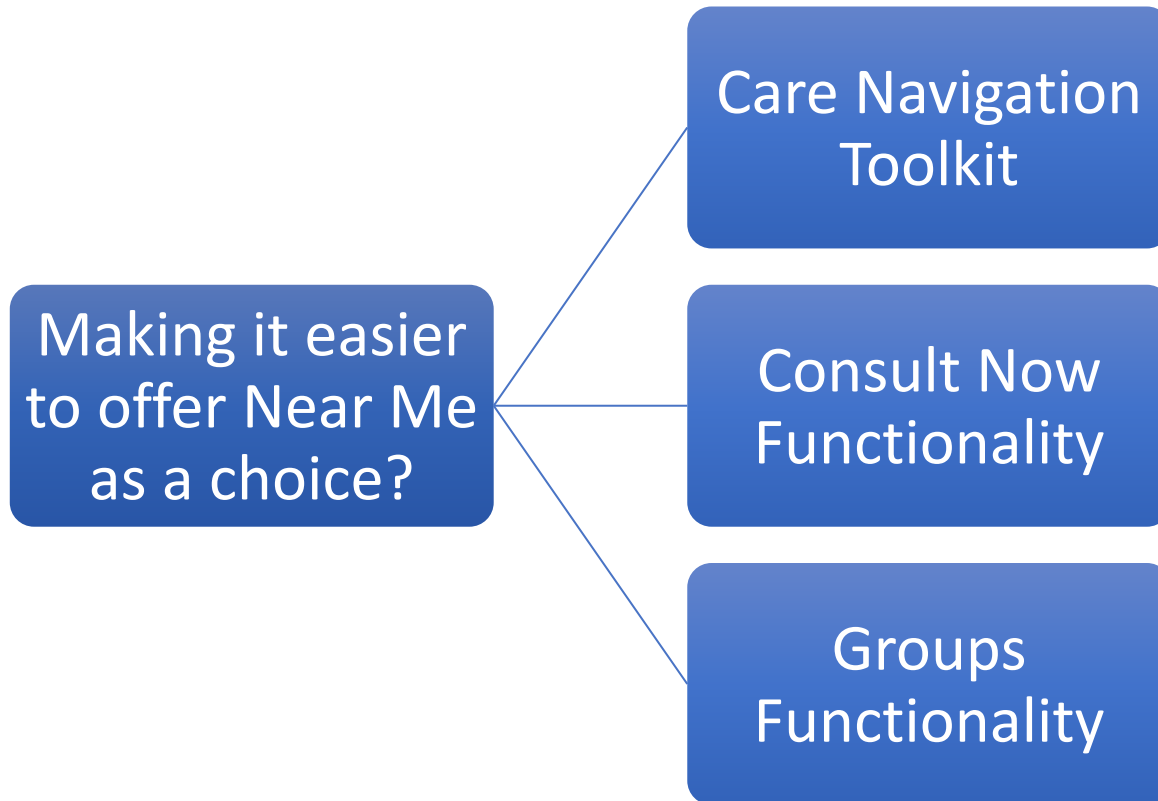 Making it easier
to offer Near Me
as a choice?
Care Navigation
Toolkit
Consult Now
Functionality
Groups
Functionality